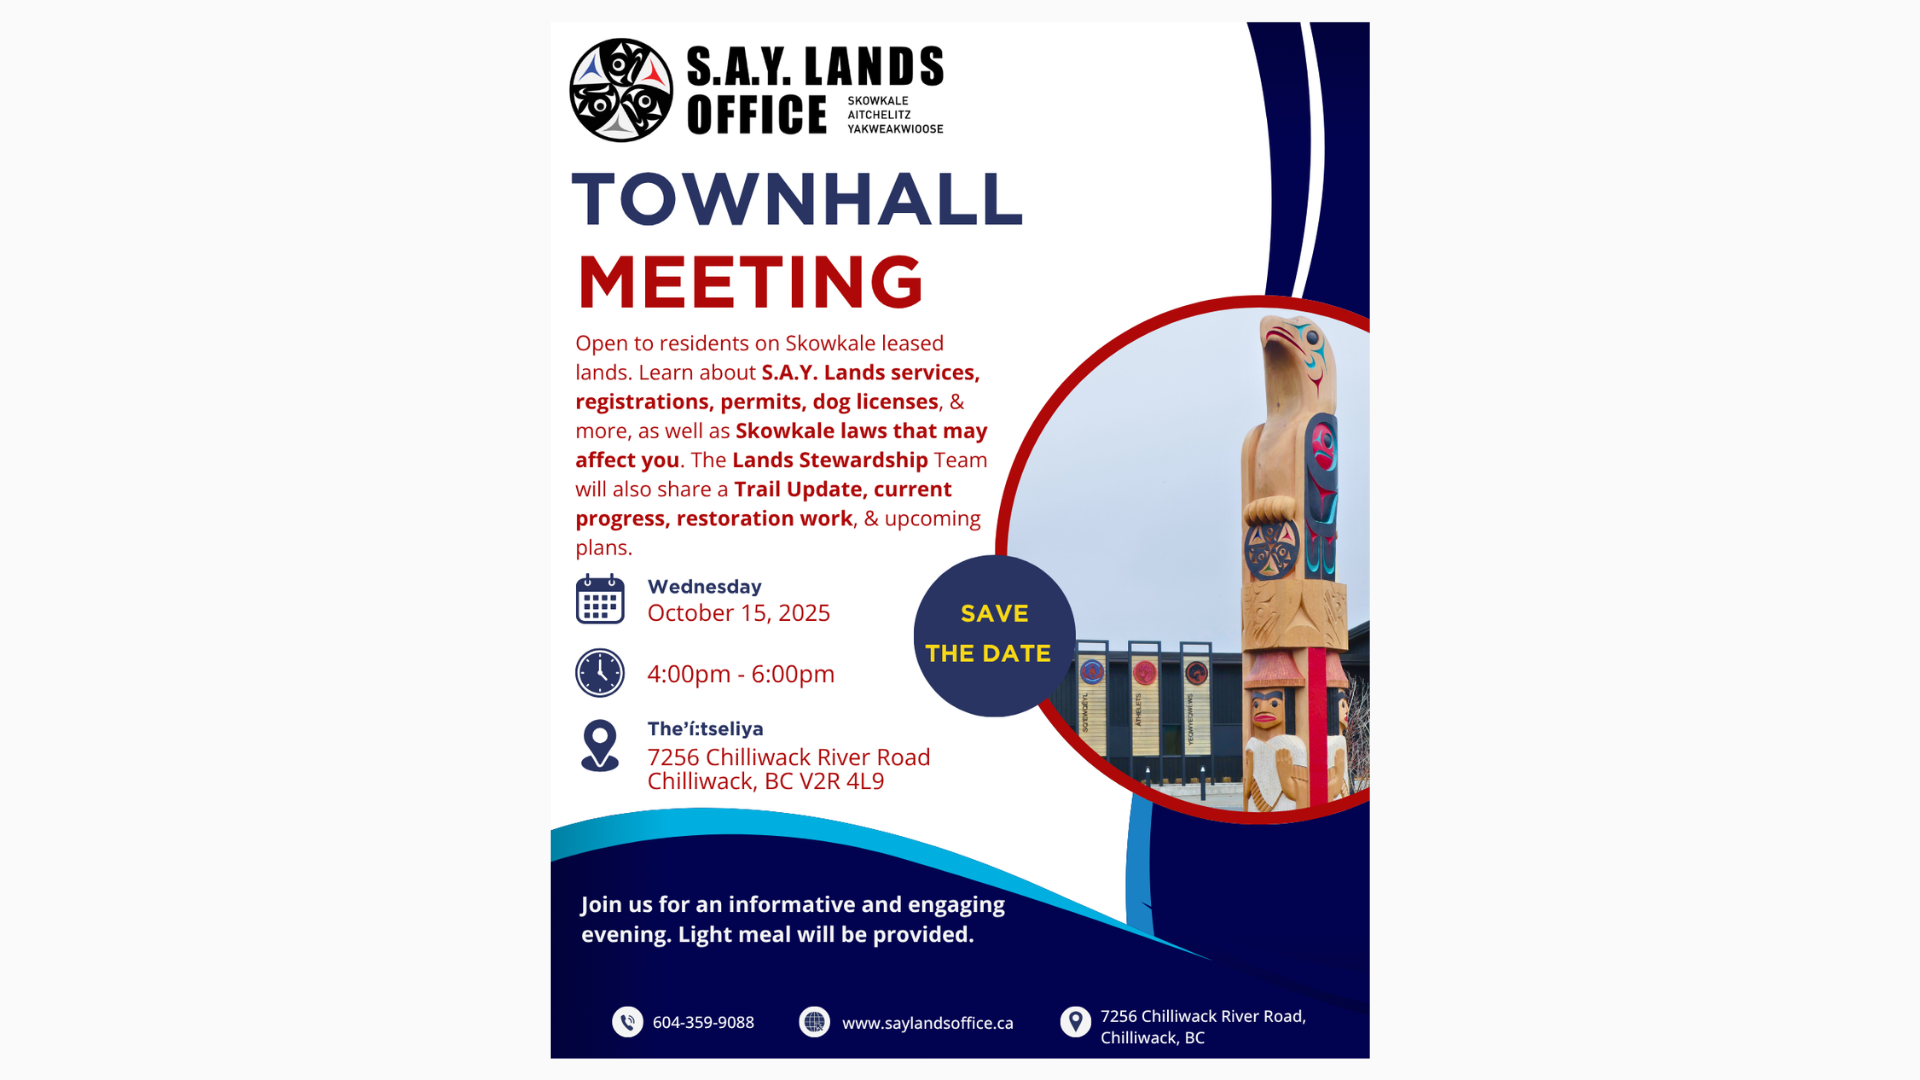 S.A.Y. LANDS
OFFICE
SKOWKALE
AITCHELITZ
YAKWEAKWIOOSE
TOWNHALL
MEETING
Open to residents on Skowkale leased
lands. Learn about S.A.Y. Lands services,
registrations, permits, dog licenses, &
more, as well as Skowkale laws that may
affect you. The Lands Stewardship Team
will also share a Trail Update, current
progress, restoration work, & upcoming
plans.
Wednesday
October 15, 2025
4:00pm - 6:00pm
The’í:tseliya
7256 Chilliwack River Road
Chilliwack, BC V2R 4L9
SAVE
THE DATE
Join us for an informative and engaging
evening. Light meal will be provided.
604-359-9088
www.saylandsoffice.ca
7256 Chilliwack River Road,
Chilliwack, BC